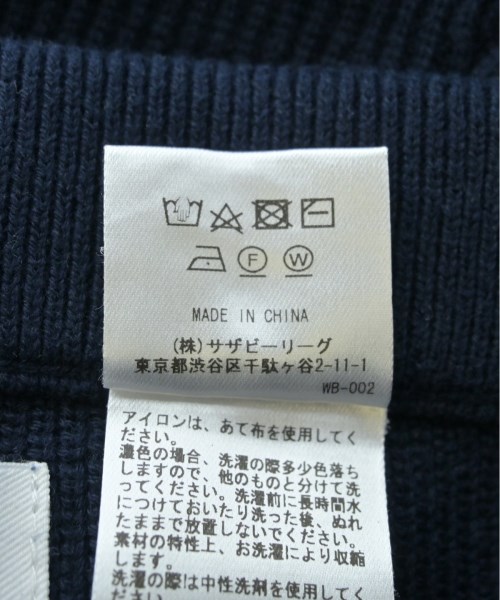 F W
MADE IN CHINA
(株)サザビーリーグ
東京都渋谷区千駄ヶ谷2-11-1
WB-002
アイロンは、あて布を使用してく
ださい。
濃色の場合、洗濯の際多少色落ち
しますので、他のものと分けて洗
ってください。洗濯前に長時間水
につけておいたり洗った後、ぬれ
たままで放置しないでください。
素材の特性上、お洗濯により収縮
します。
洗濯の際は中性洗剤を使用してく